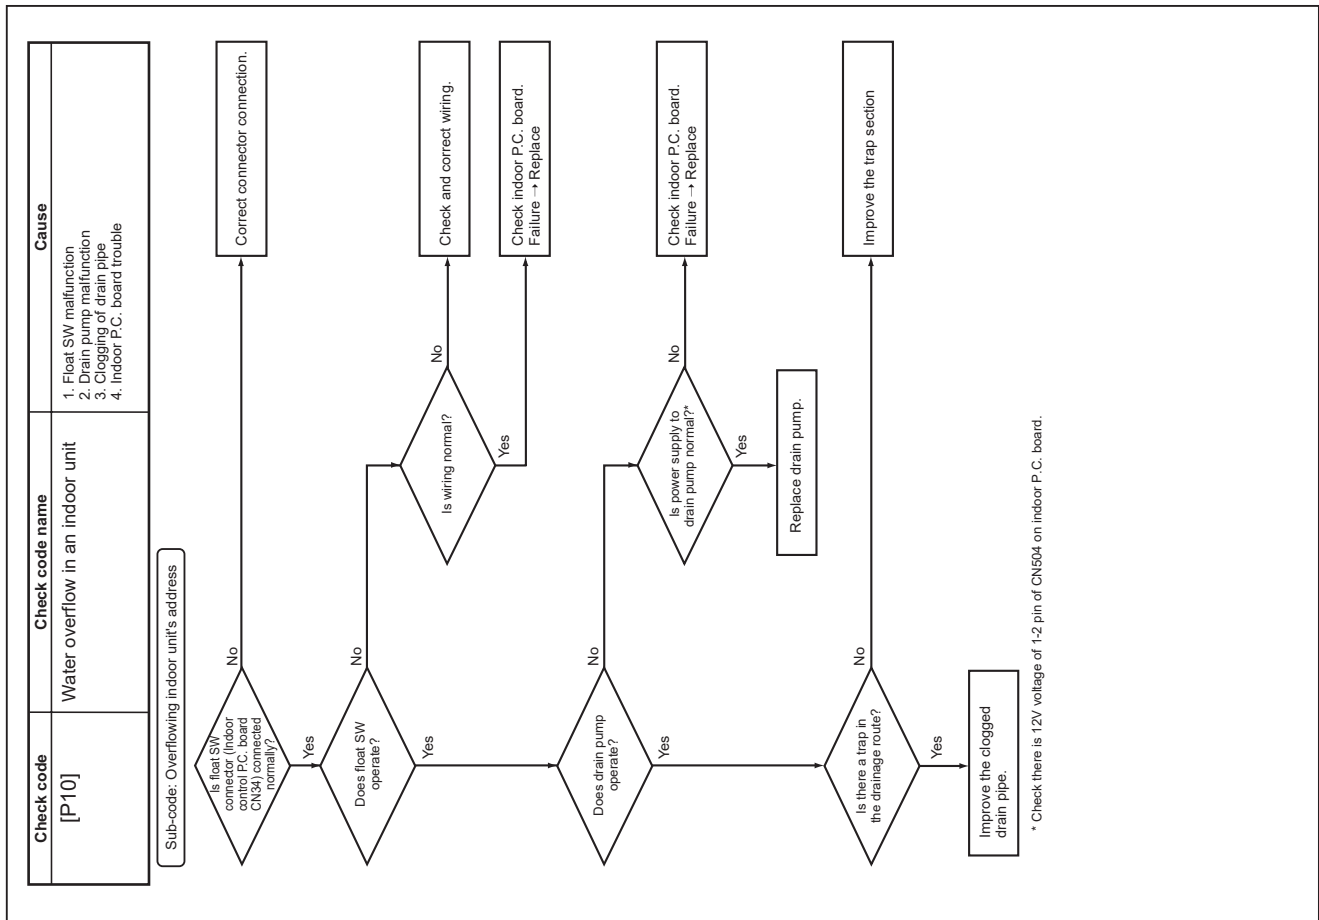 Check code
Check code name
Cause
[P10]
Water overflow in an indoor unit
1. Float SW malfunction
2. Drain pump malfunction
3. Clogging of drain pipe
4. Indoor P.C. board trouble
Sub-code: Overflowing indoor unit's address
Is float SW
connector (Indoor
control P.C. board
CN34) connected
normally?
No
Correct connector connection.
Yes
Does float SW
operate?
No
Is wiring normal?
No
Check and correct wiring.
Yes
Check indoor P.C. board.
Failure → Replace
Yes
Does drain pump
operate?
No
Is power supply to
drain pump normal?*
No
Check indoor P.C. board.
Failure → Replace
Yes
Replace drain pump.
Yes
Is there a trap in
the drainage route?
No
Improve the trap section
Yes
Improve the clogged
drain pipe.
* Check there is 12V voltage of 1-2 pin of CN504 on indoor P.C. board.